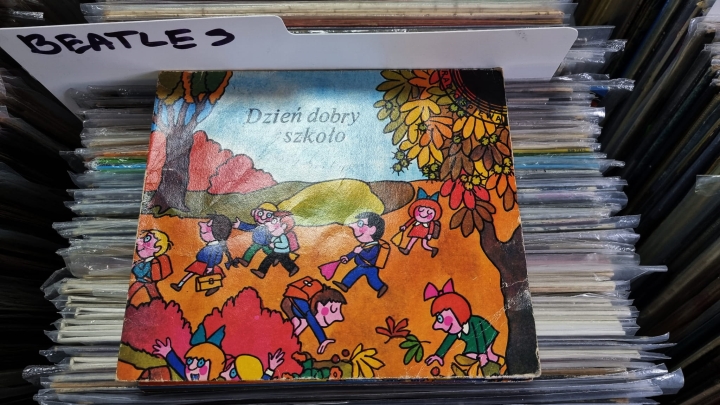 BEATLES
Dzień dobry
szkoło